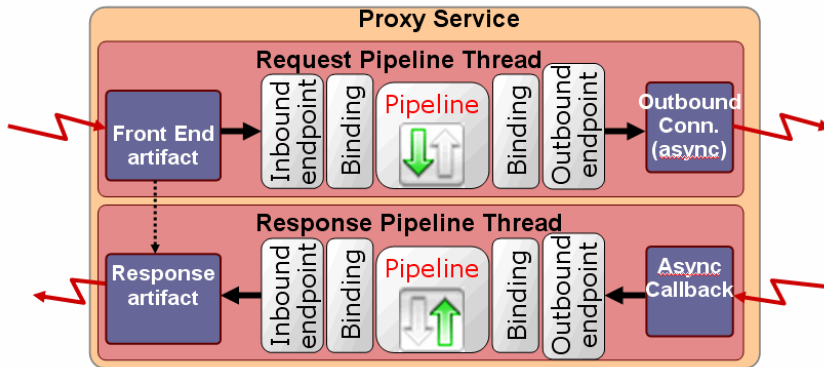 Proxy Service
Request Pipeline Thread
Front End
artifact
Inbound
endpoint
Binding
Pipeline
Binding
Outbound
endpoint
Outbound
Conn.
(async)
Response Pipeline Thread
Response
artifact
Inbound
endpoint
Binding
Pipeline
Binding
Outbound
endpoint
Async
Callback